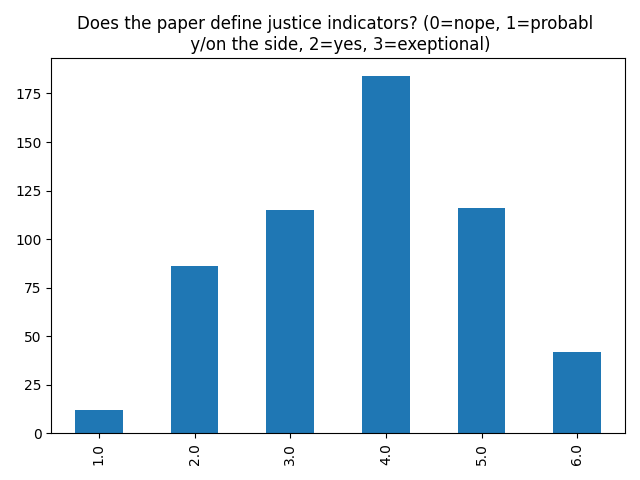 Does the paper define justice indicators? (0=nope, 1=probabl
y/on the side, 2=yes, 3=exeptional)
175
150
125
100
75
50
25
0
1.0 2.0 3.0 4.0 5.0 6.0